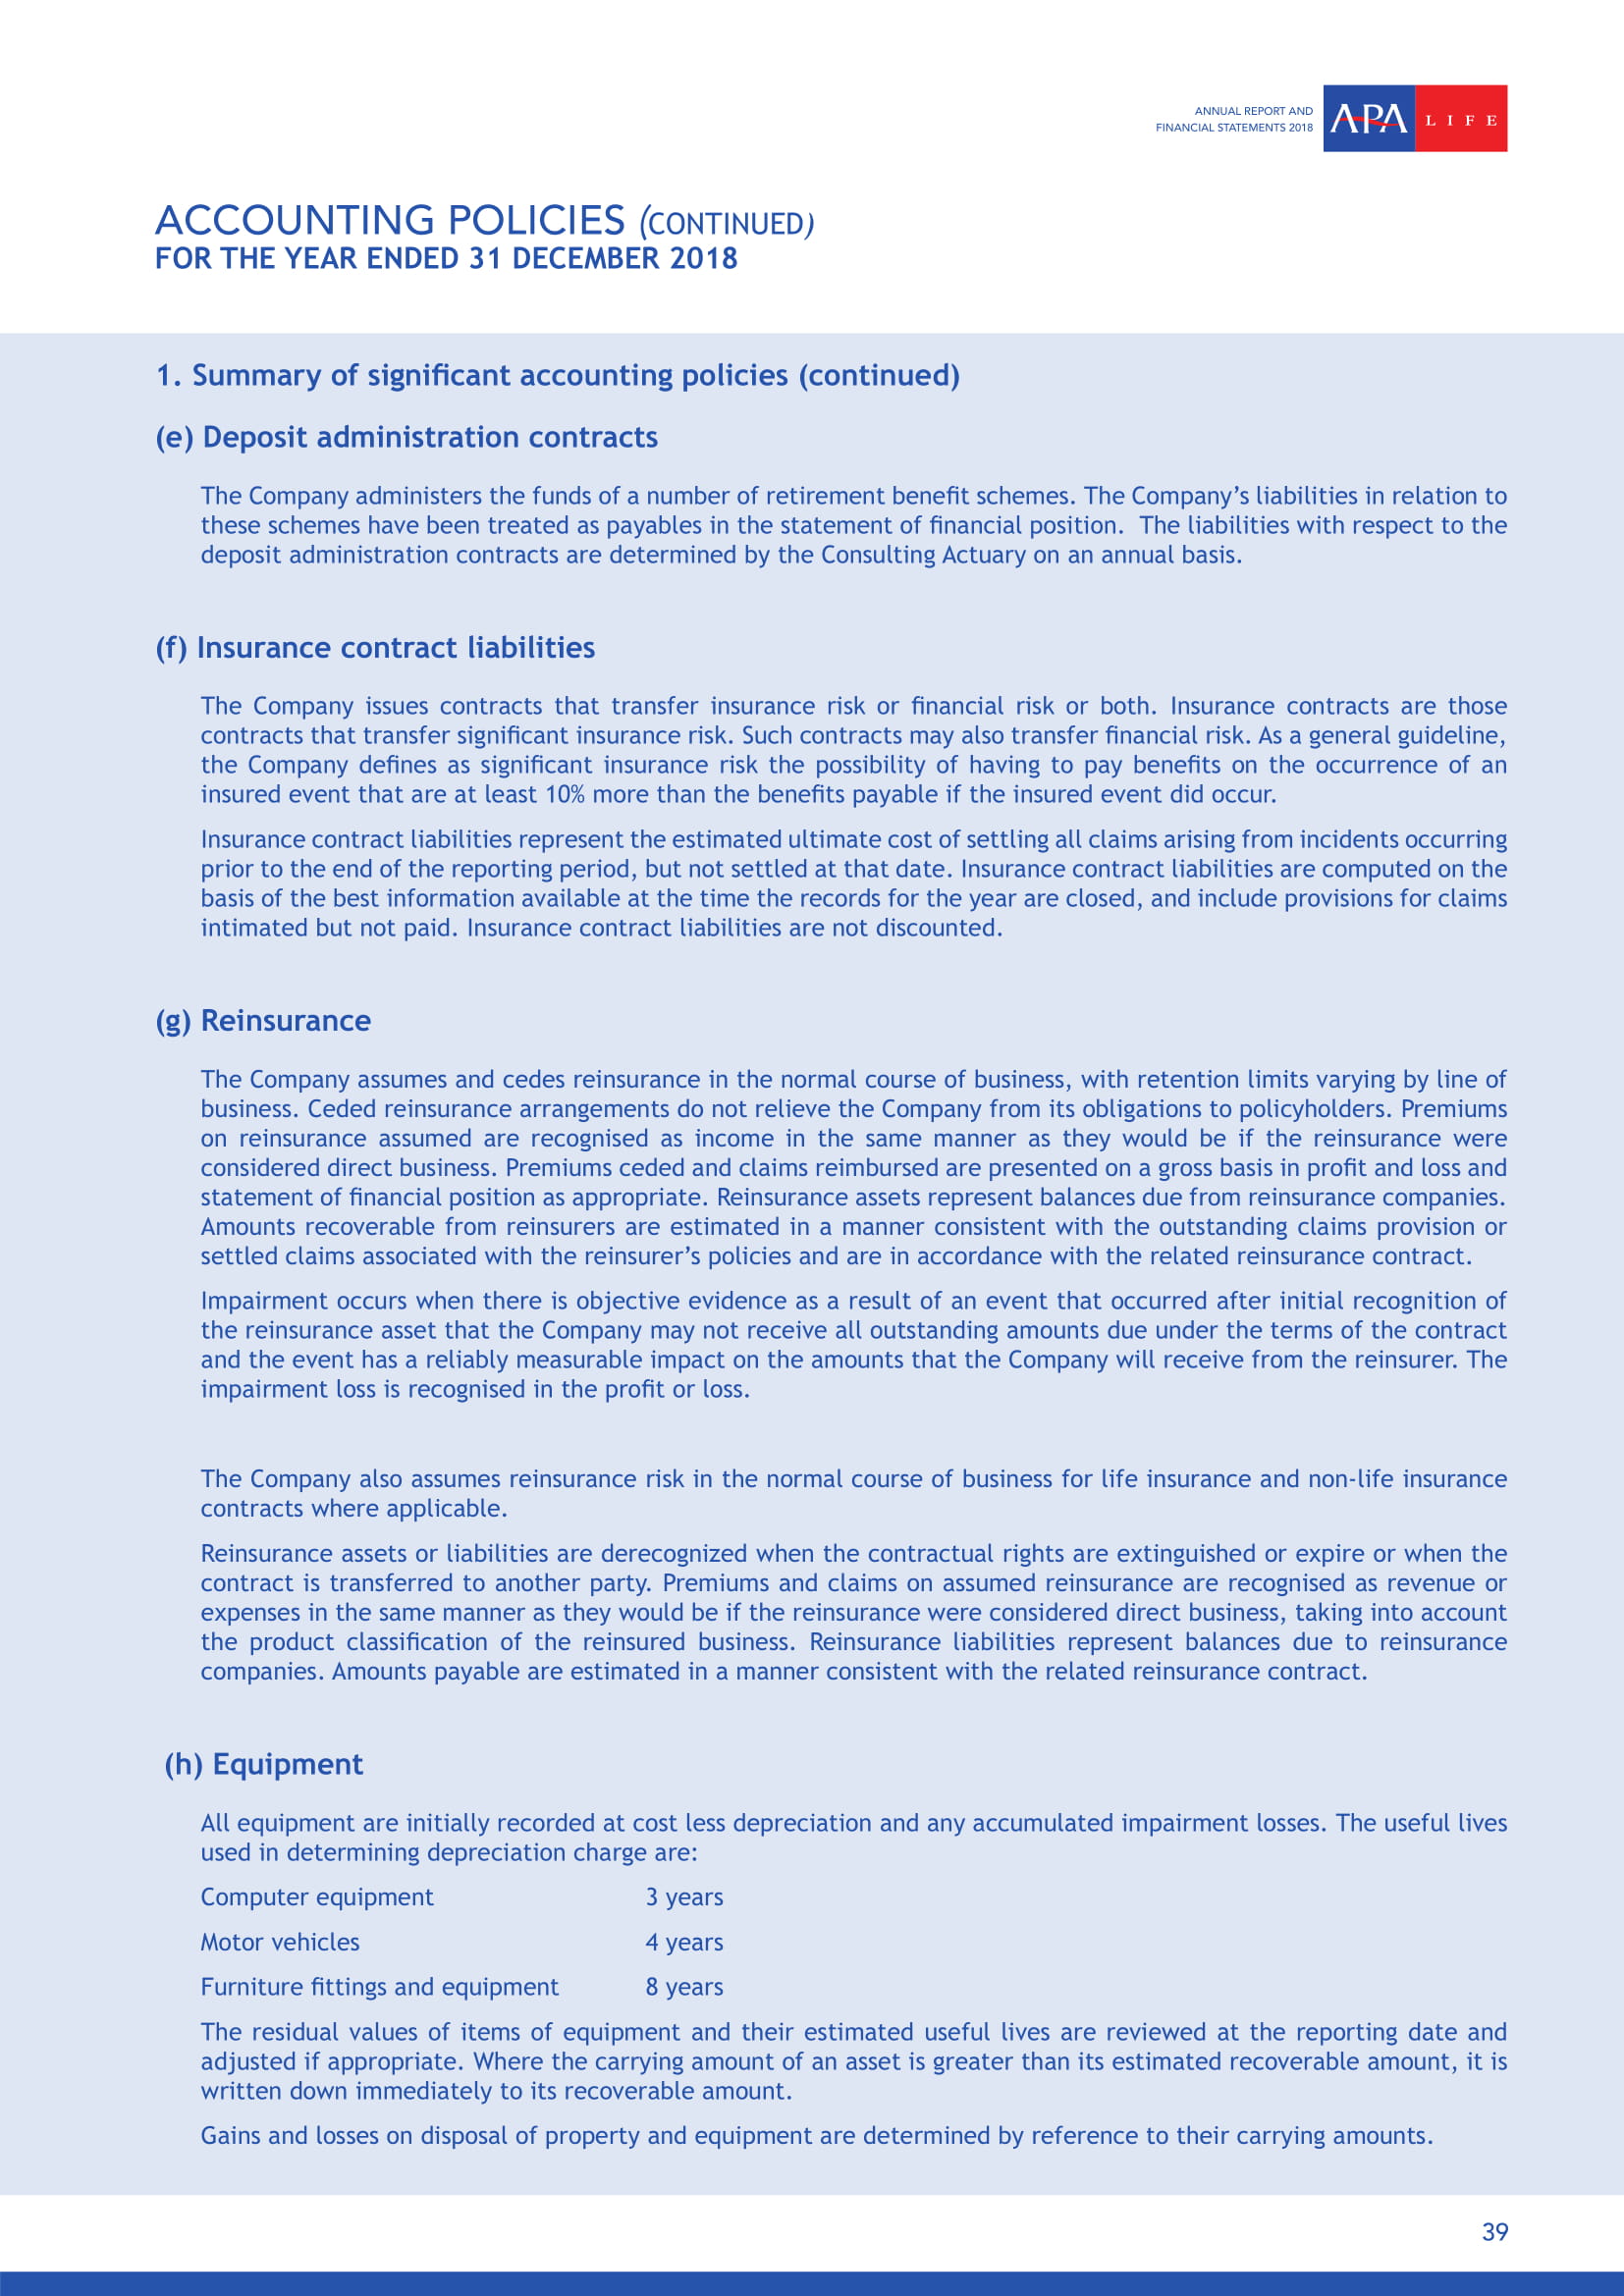 ANNUAL REPORT AND
FINANCIAL STATEMENTS 2018
APA LIFE
ACCOUNTING POLICIES (CONTINUED)
FOR THE YEAR ENDED 31 DECEMBER 2018
1. Summary of significant accounting policies (continued)
(e) Deposit administration contracts
The Company administers the funds of a number of retirement benefit schemes. The Company’s liabilities in relation to
these schemes have been treated as payables in the statement of financial position.  The liabilities with respect to the
deposit administration contracts are determined by the Consulting Actuary on an annual basis.
(f) Insurance contract liabilities
The Company issues contracts that transfer insurance risk or financial risk or both. Insurance contracts are those
contracts that transfer significant insurance risk. Such contracts may also transfer financial risk. As a general guideline,
the Company defines as significant insurance risk the possibility of having to pay benefits on the occurrence of an
insured event that are at least 10% more than the benefits payable if the insured event did occur.
Insurance contract liabilities represent the estimated ultimate cost of settling all claims arising from incidents occurring
prior to the end of the reporting period, but not settled at that date. Insurance contract liabilities are computed on the
basis of the best information available at the time the records for the year are closed, and include provisions for claims
intimated but not paid. Insurance contract liabilities are not discounted.
(g) Reinsurance
The Company assumes and cedes reinsurance in the normal course of business, with retention limits varying by line of
business. Ceded reinsurance arrangements do not relieve the Company from its obligations to policyholders. Premiums
on reinsurance assumed are recognised as income in the same manner as they would be if the reinsurance were
considered direct business. Premiums ceded and claims reimbursed are presented on a gross basis in profit and loss and
statement of financial position as appropriate. Reinsurance assets represent balances due from reinsurance companies.
Amounts recoverable from reinsurers are estimated in a manner consistent with the outstanding claims provision or
settled claims associated with the reinsurer’s policies and are in accordance with the related reinsurance contract.
Impairment occurs when there is objective evidence as a result of an event that occurred after initial recognition of
the reinsurance asset that the Company may not receive all outstanding amounts due under the terms of the contract
and the event has a reliably measurable impact on the amounts that the Company will receive from the reinsurer. The
impairment loss is recognised in the profit or loss.
The Company also assumes reinsurance risk in the normal course of business for life insurance and non-life insurance
contracts where applicable.
Reinsurance assets or liabilities are derecognized when the contractual rights are extinguished or expire or when the
contract is transferred to another party. Premiums and claims on assumed reinsurance are recognised as revenue or
expenses in the same manner as they would be if the reinsurance were considered direct business, taking into account
the product classification of the reinsured business. Reinsurance liabilities represent balances due to reinsurance
companies. Amounts payable are estimated in a manner consistent with the related reinsurance contract.
(h) Equipment
All equipment are initially recorded at cost less depreciation and any accumulated impairment losses. The useful lives
used in determining depreciation charge are:
Computer equipment 3 years
Motor vehicles 4 years
Furniture fittings and equipment 8 years
The residual values of items of equipment and their estimated useful lives are reviewed at the reporting date and
adjusted if appropriate. Where the carrying amount of an asset is greater than its estimated recoverable amount, it is
written down immediately to its recoverable amount.
Gains and losses on disposal of property and equipment are determined by reference to their carrying amounts.
39